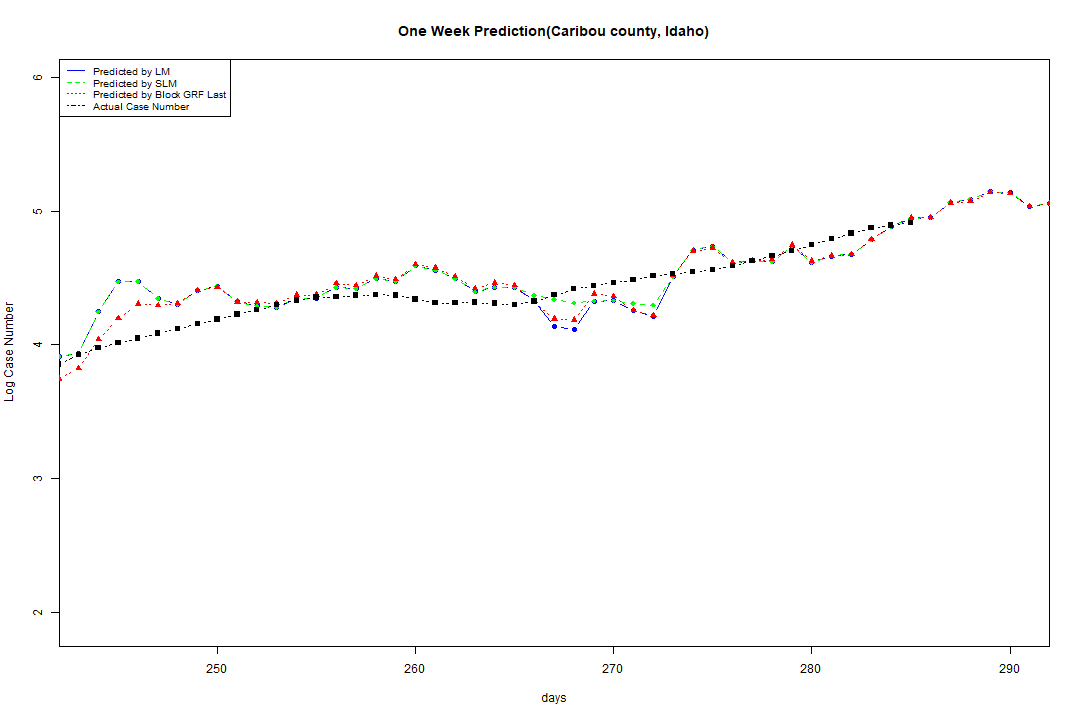 One Week Prediction(Caribou county, Idaho)
Predicted by LM
Predicted by SLM
Predicted by Block GRF Last
Actual Case Number
6
5
4
3
2
Log Case Number
250
260
270
280
290
days